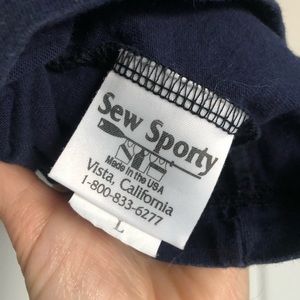 Sew Sporty
Made in the USA
Vista, California
1-800-833-6277
L